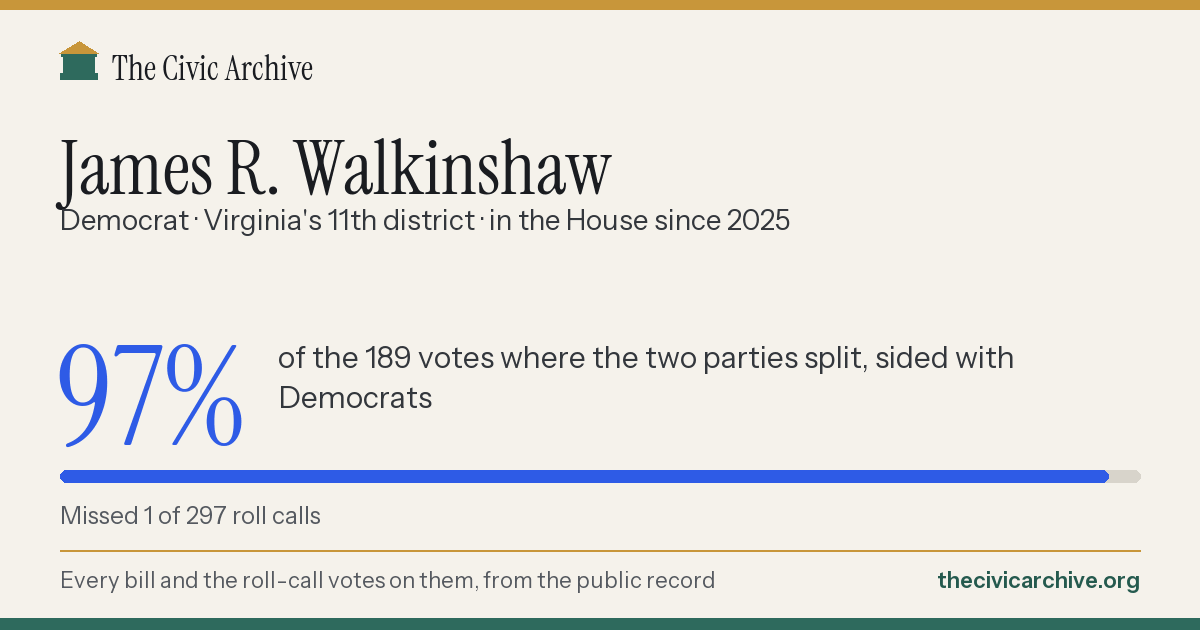 The Civic Archive
James R. Walkinshaw
Democrat · Virginia's 11th district · in the House since 2025
97%
of the 189 votes where the two parties split, sided with
Democrats
Missed 1 of 297 roll calls
Every bill and the roll-call votes on them, from the public record
thecivicarchive.org